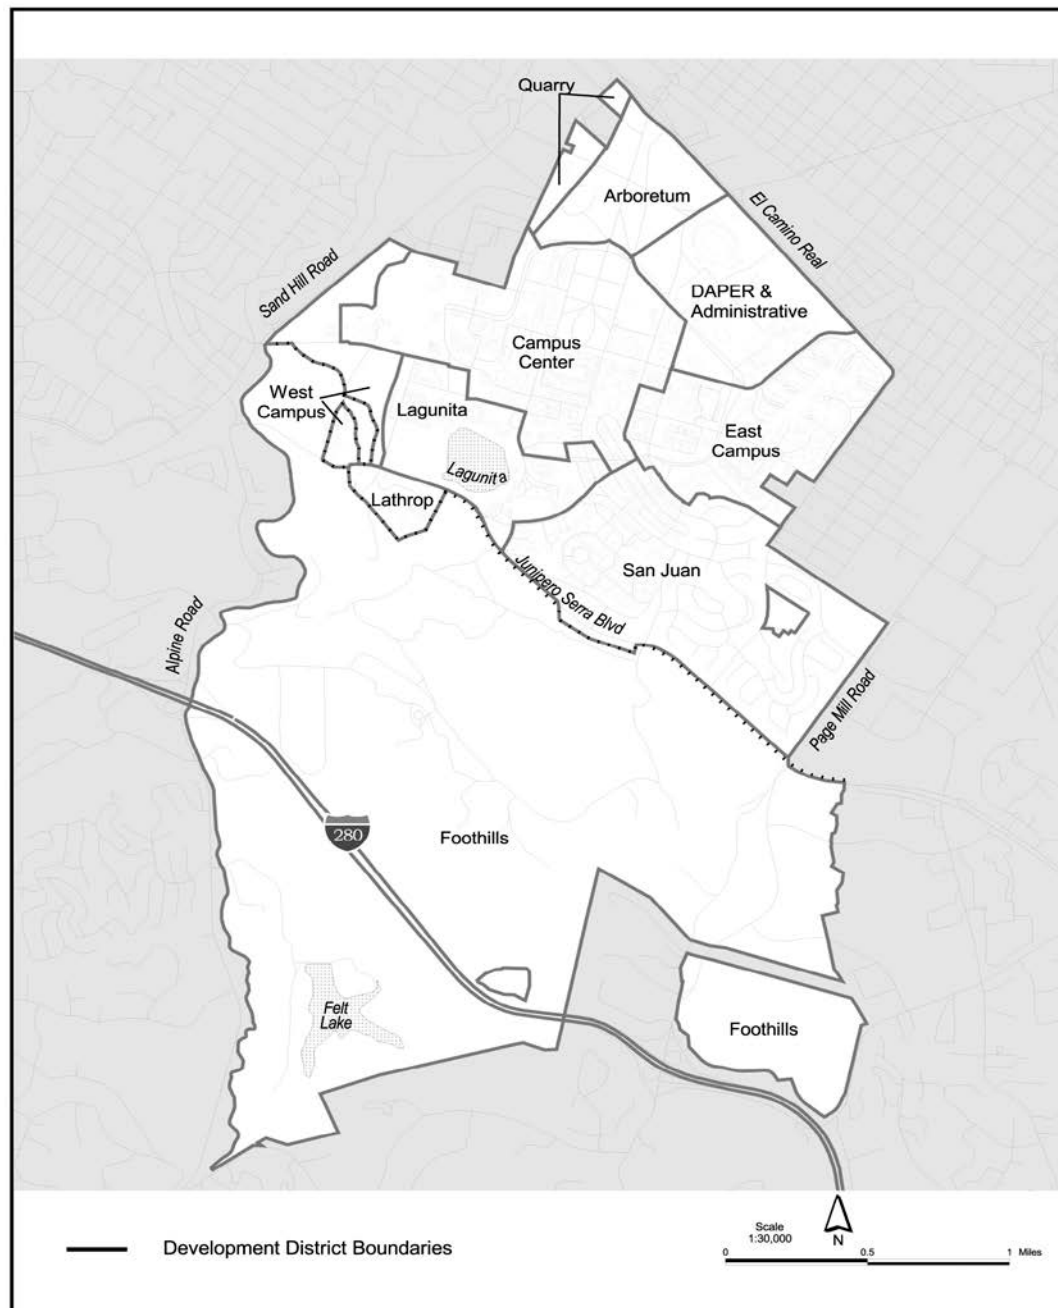 Quarry
Arboretum
El Camino Real
Sand Hill Road
DAPER &
Administrative
Campus
Center
West
Campus
Lagunita
East
Campus
Lagunita
Lathrop
San Juan
Junipero Serra Blvd
Alpine Road
Page Mill Road
280
Foothills
Felt
Lake
Foothills
Development District Boundaries
Scale
1:30,000
N
0 0.5 1 Miles